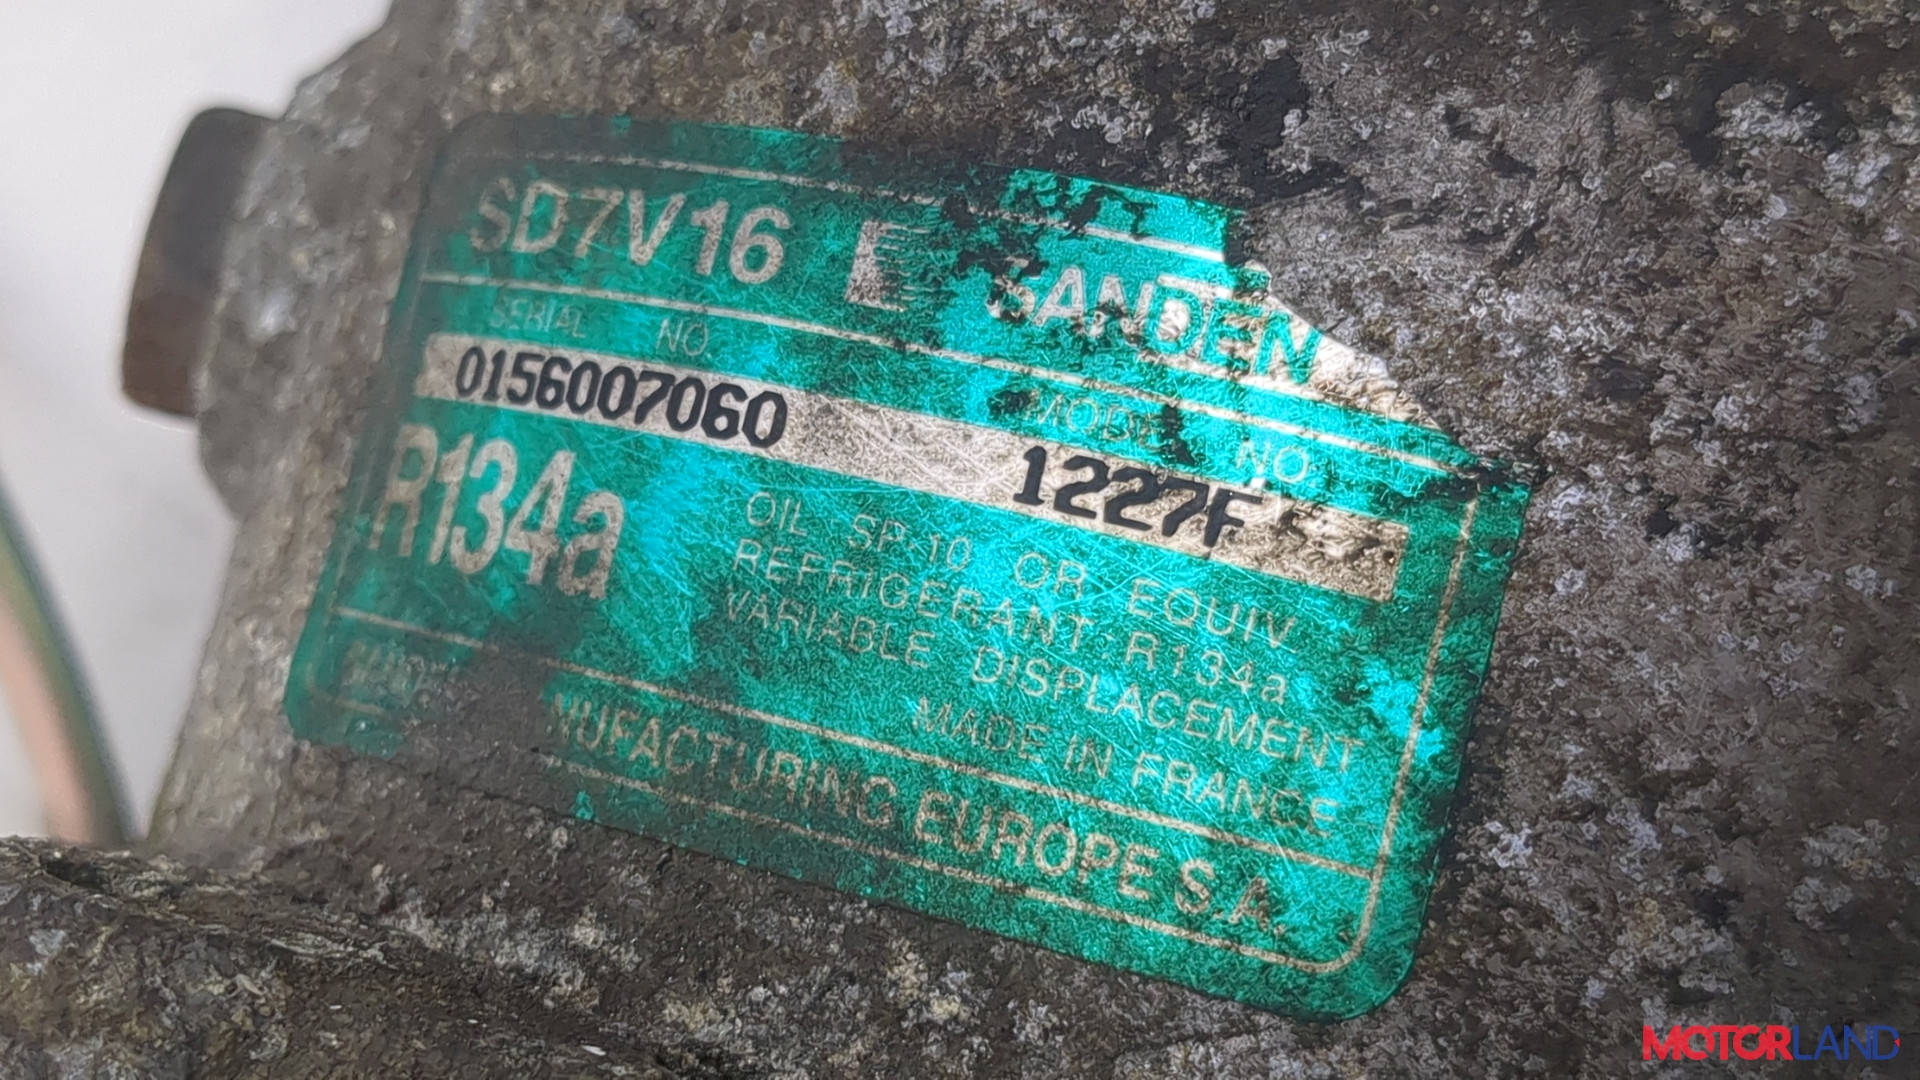 SD7V16 SANDEN
SERIAL NO. MODEL NO.
0156007060 1227F
R134a
OIL SP-10 OR EQUIV
REFRIGERANT R134a
VARIABLE DISPLACEMENT
MADE IN FRANCE
NUFACTURING EUROPE S.A.
MOTORLAND